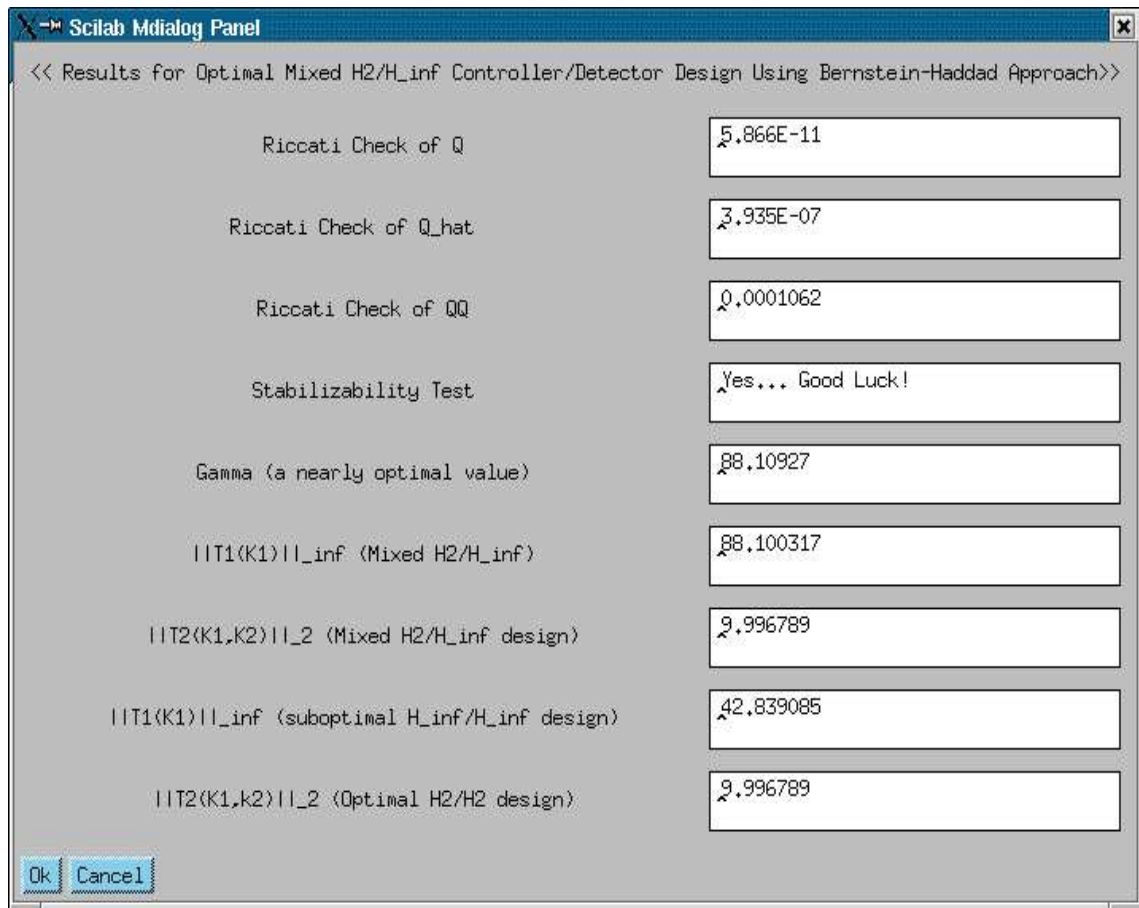 Scilab Mdialog Panel
<< Results for Optimal Mixed H2/H_inf Controller/Detector Design Using Bernstein-Haddad Approach>>
Riccati Check of Q 5.866E-11
Riccati Check of Q_hat 3.935E-07
Riccati Check of QQ 0.0001062
Stabilizability Test Yes... Good Luck!
Gamma (a nearly optimal value) 88.10927
||T1(K1)||_inf (Mixed H2/H_inf) 88.100317
||T2(K1,K2)||_2 (Mixed H2/H_inf design) 9.996789
||T1(K1)||_inf (suboptimal H_inf/H_inf design) 42.839085
||T2(K1,k2)||_2 (Optimal H2/H2 design) 9.996789
Ok Cancel